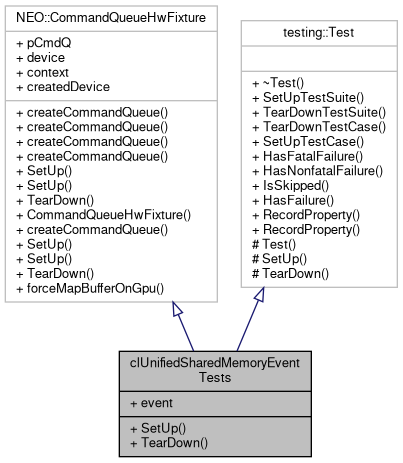 NEO::CommandQueueHwFixture
+ pCmdQ
+ device
+ context
+ createdDevice
+ createCommandQueue()
+ createCommandQueue()
+ createCommandQueue()
+ createCommandQueue()
+ SetUp()
+ SetUp()
+ TearDown()
+ CommandQueueHwFixture()
+ createCommandQueue()
+ SetUp()
+ SetUp()
+ TearDown()
+ forceMapBufferOnGpu()
testing::Test
+ ~Test()
+ SetUpTestSuite()
+ TearDownTestSuite()
+ TearDownTestCase()
+ SetUpTestCase()
+ HasFatalFailure()
+ HasNonfatalFailure()
+ IsSkipped()
+ HasFailure()
+ RecordProperty()
+ RecordProperty()
# Test()
# SetUp()
# TearDown()
clUnifiedSharedMemoryEvent
Tests
+ event
+ SetUp()
+ TearDown()